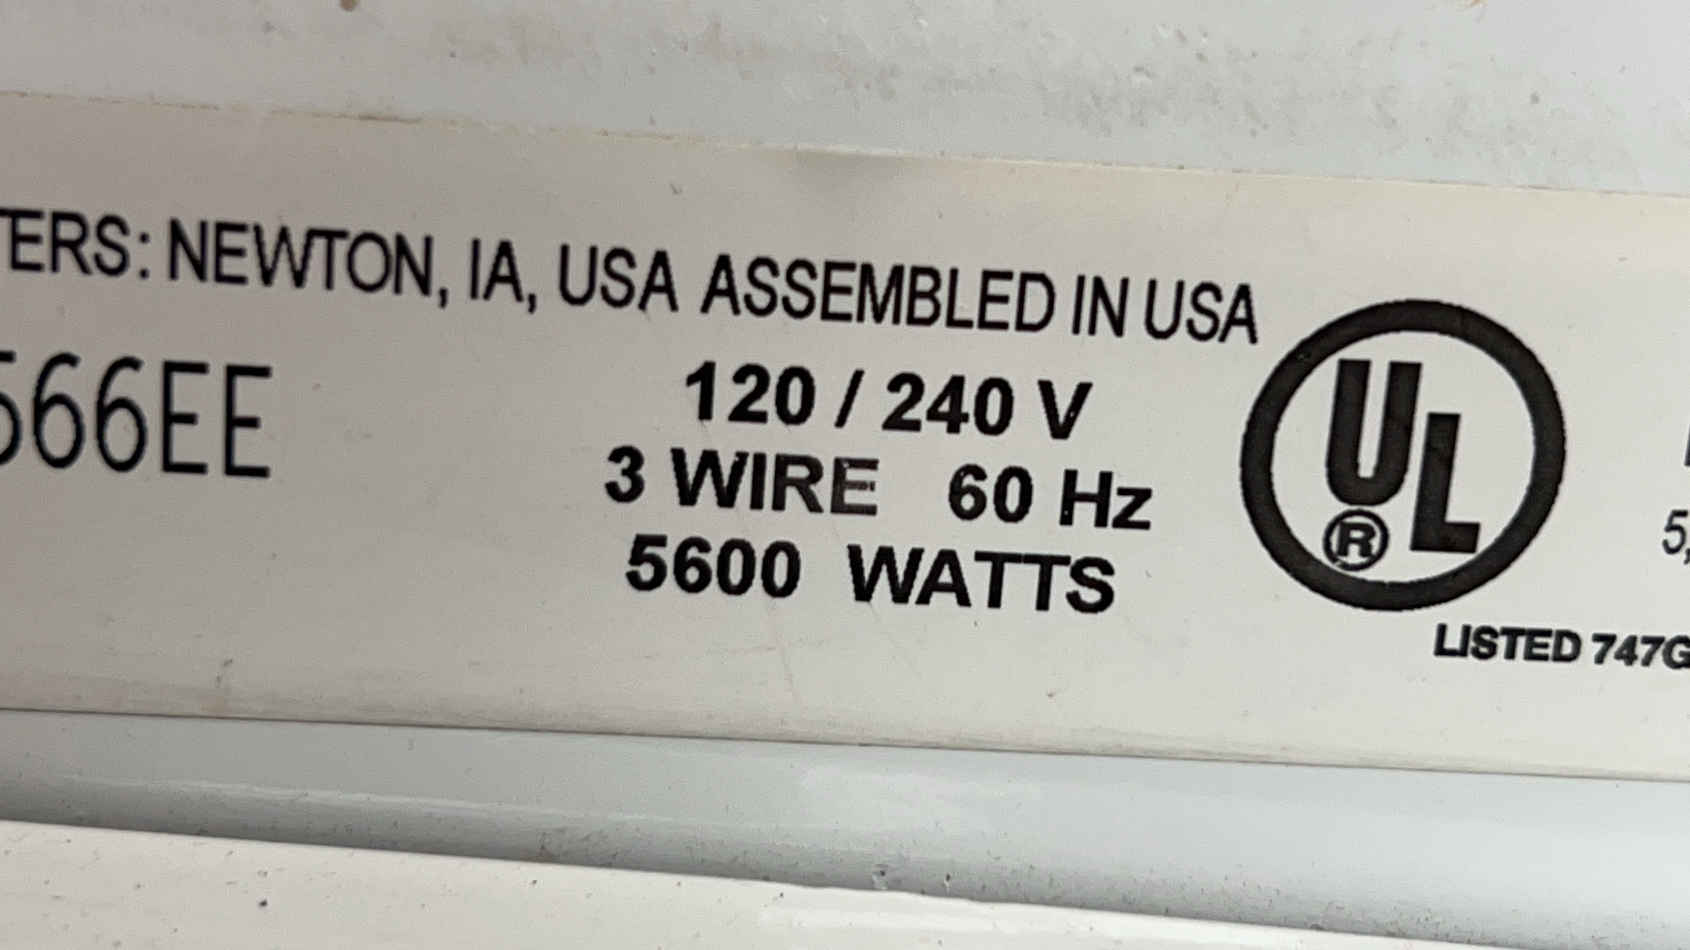 TERS: NEWTON, IA, USA ASSEMBLED IN USA
566EE
120 / 240 V
3 WIRE 60 Hz
5600 WATTS
UL
®
5,
LISTED 747G